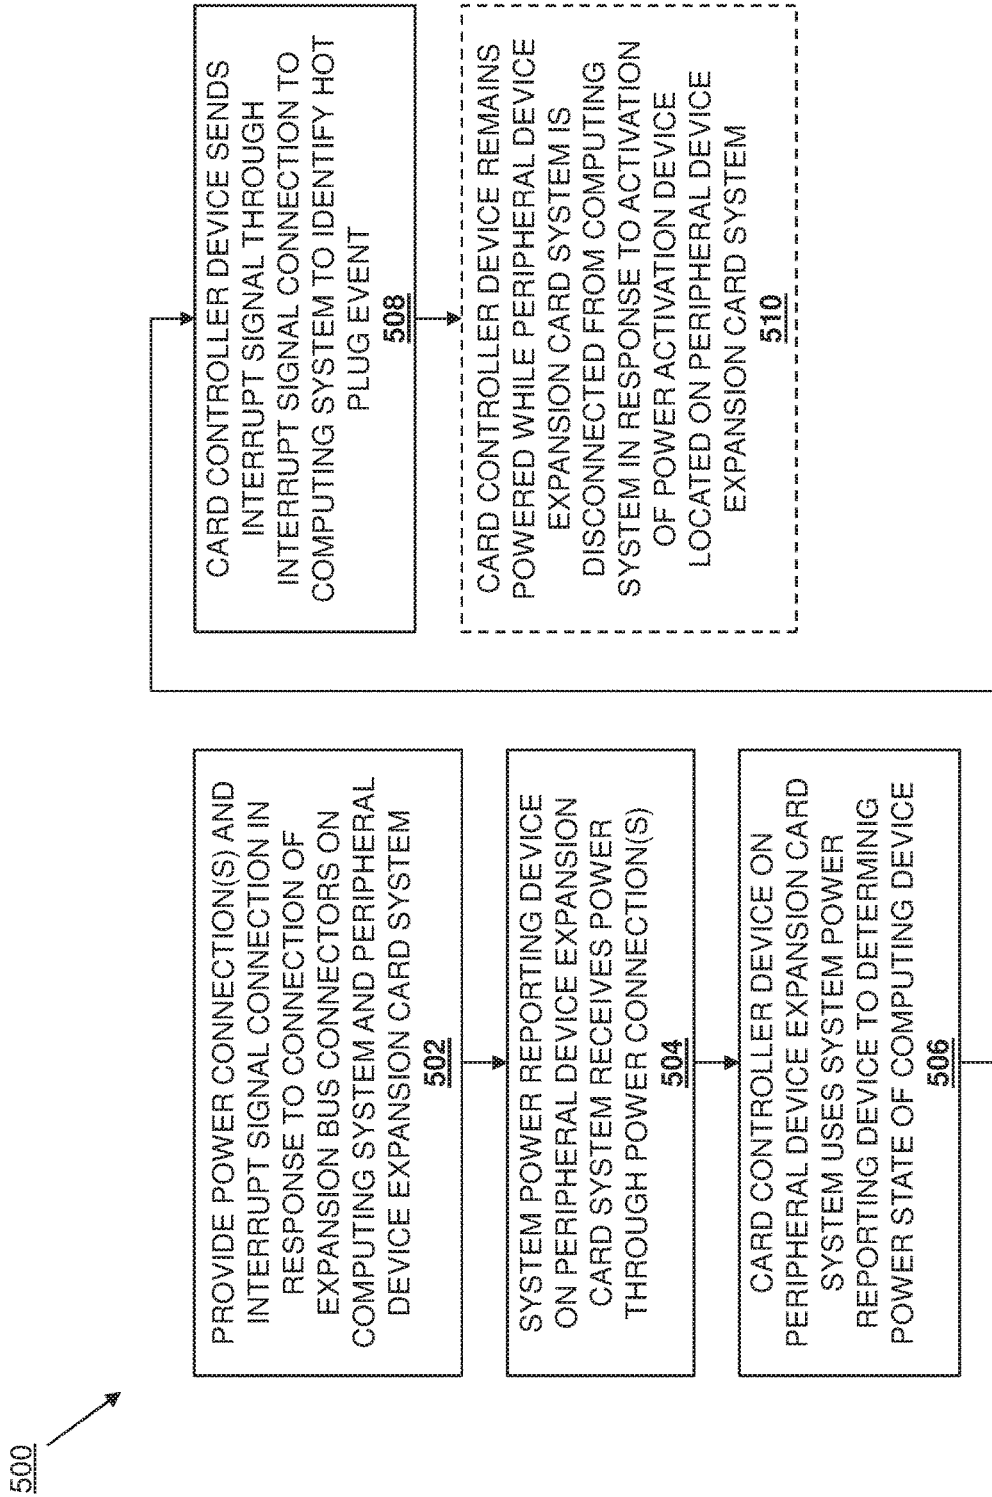 500
PROVIDE POWER CONNECTION(S) AND
INTERRUPT SIGNAL CONNECTION IN
RESPONSE TO CONNECTION OF
EXPANSION BUS CONNECTORS ON
COMPUTING SYSTEM AND PERIPHERAL
DEVICE EXPANSION CARD SYSTEM
502
SYSTEM POWER REPORTING DEVICE
ON PERIPHERAL DEVICE EXPANSION
CARD SYSTEM RECEIVES POWER
THROUGH POWER CONNECTION(S)
504
CARD CONTROLLER DEVICE ON
PERIPHERAL DEVICE EXPANSION CARD
SYSTEM USES SYSTEM POWER
REPORTING DEVICE TO DETERMINING
POWER STATE OF COMPUTING DEVICE
506
CARD CONTROLLER DEVICE SENDS
INTERRUPT SIGNAL THROUGH
INTERRUPT SIGNAL CONNECTION TO
COMPUTING SYSTEM TO IDENTIFY HOT
PLUG EVENT
508
CARD CONTROLLER DEVICE REMAINS
POWERED WHILE PERIPHERAL DEVICE
EXPANSION CARD SYSTEM IS
DISCONNECTED FROM COMPUTING
SYSTEM IN RESPONSE TO ACTIVATION
OF POWER ACTIVATION DEVICE
LOCATED ON PERIPHERAL DEVICE
EXPANSION CARD SYSTEM
510